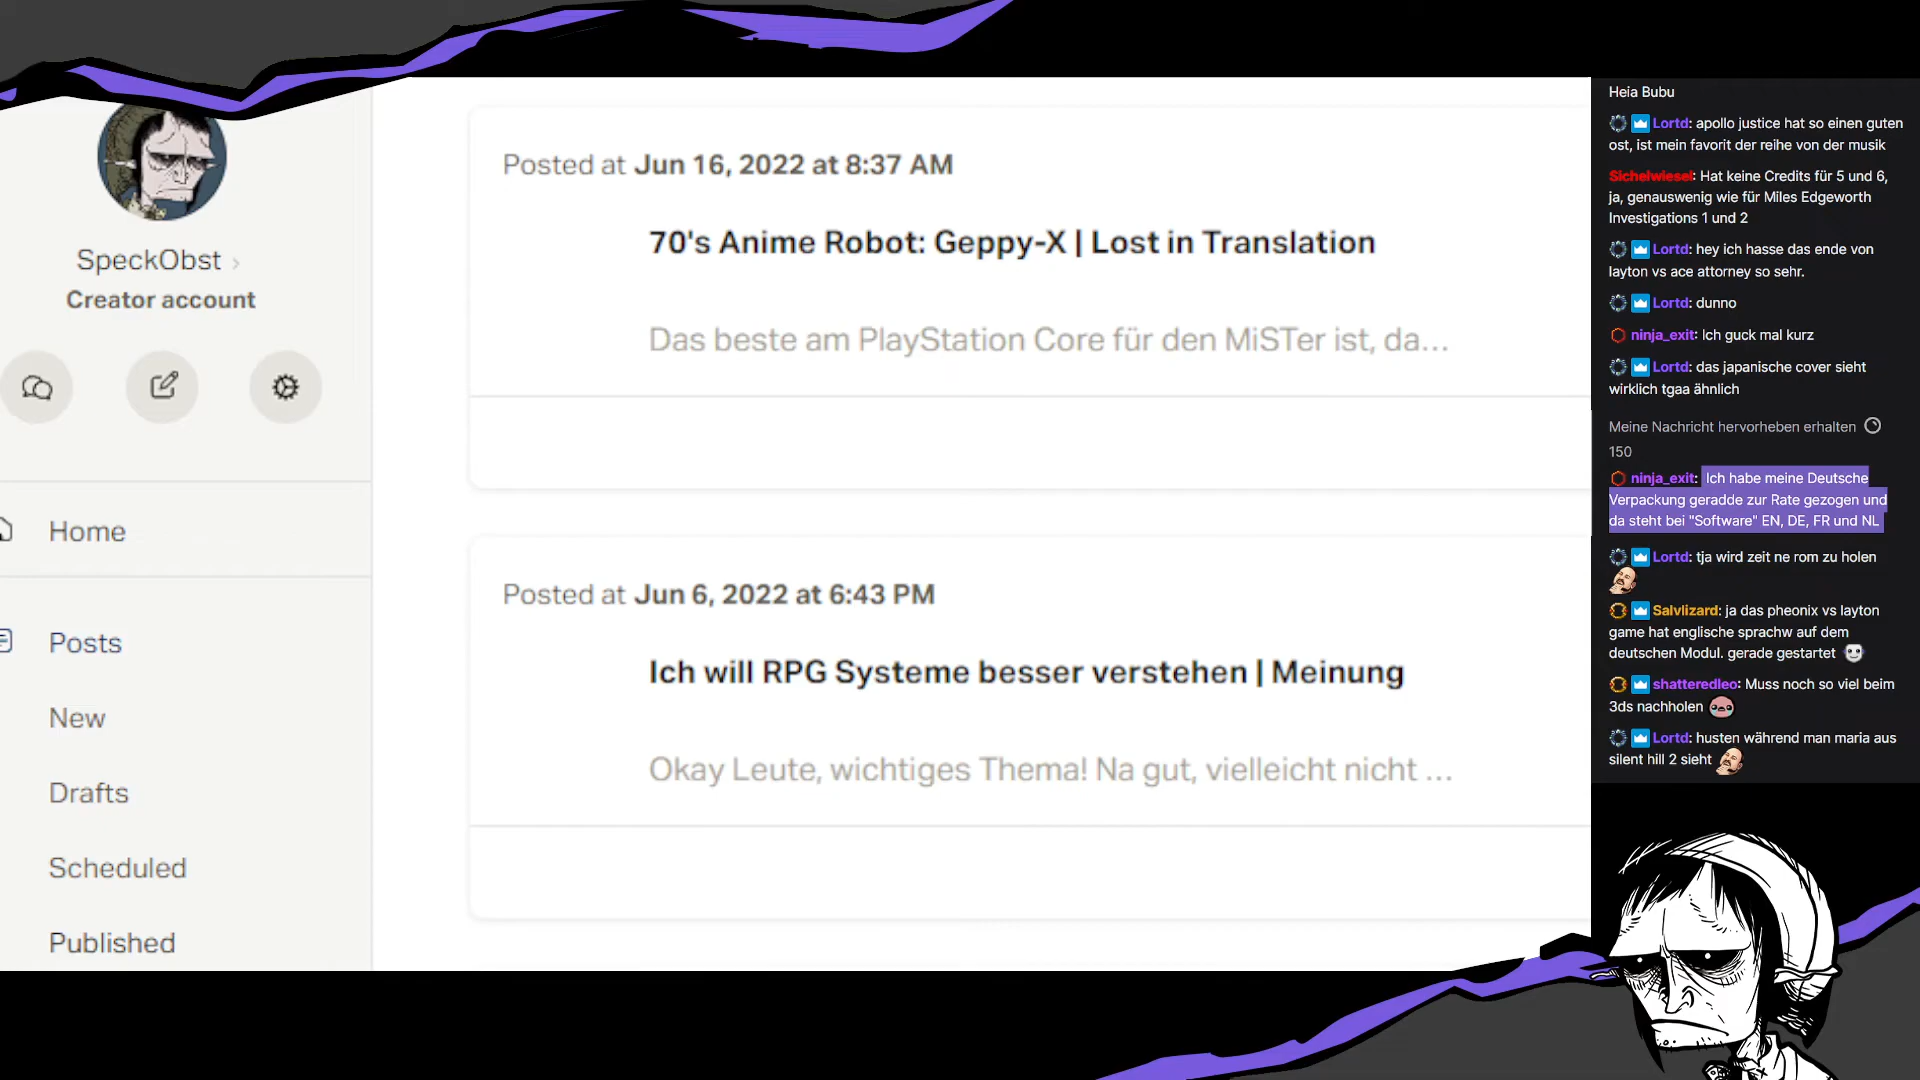 SpeckObst
Creator account
Home
Posts
New
Drafts
Scheduled
Published
Posted at Jun 16, 2022 at 8:37 AM
70's Anime Robot: Geppy-X | Lost in Translation
Das beste am PlayStation Core für den MiSTer ist, da...
Posted at Jun 6, 2022 at 6:43 PM
Ich will RPG Systeme besser verstehen | Meinung
Okay Leute, wichtiges Thema! Na gut, vielleicht nicht ...
Heia Bubu
Lortd: apollo justice hat so einen guten
ost, ist mein favorit der reihe von der musik
Sichelwiesel: Hat keine Credits für 5 und 6,
ja, genauswenig wie für Miles Edgeworth
Investigations 1 und 2
Lortd: hey ich hasse das ende von
layton vs ace attorney so sehr.
Lortd: dunno
ninja_exit: Ich guck mal kurz
Lortd: das japanische cover sieht
wirklich tgaa ähnlich
Meine Nachricht hervorheben erhalten
150
ninja_exit: Ich habe meine Deutsche
Verpackung geradde zur Rate gezogen und
da steht bei "Software" EN, DE, FR und NL
Lortd: tja wird zeit ne rom zu holen
Salvlizard: ja das pheonix vs layton
game hat englische sprachw auf dem
deutschen Modul. gerade gestartet
shatteredleo: Muss noch so viel beim
3ds nachholen
Lortd: husten während man maria aus
silent hill 2 sieht